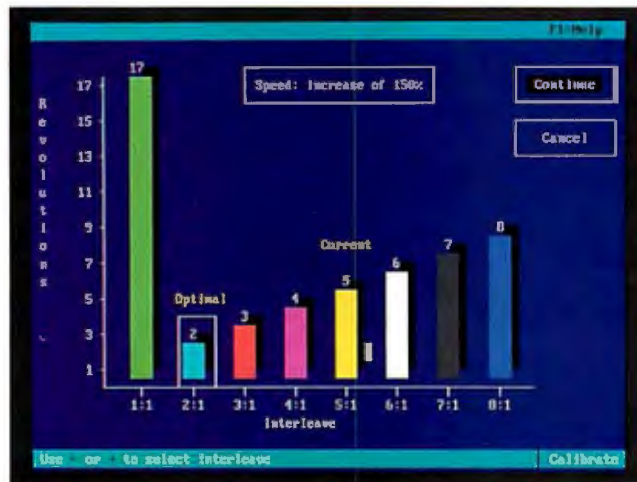 F1=Help
Speed: Increase of 150%
Continue
Cancel
Revolutions
17
15
13
11
9
7
5
3
1
17
2
3
4
5
6
7
8
Optimal
Current
1:1 2:1 3:1 4:1 5:1 6:1 7:1 8:1
Interleave
Use or to select interleave
Calibrate